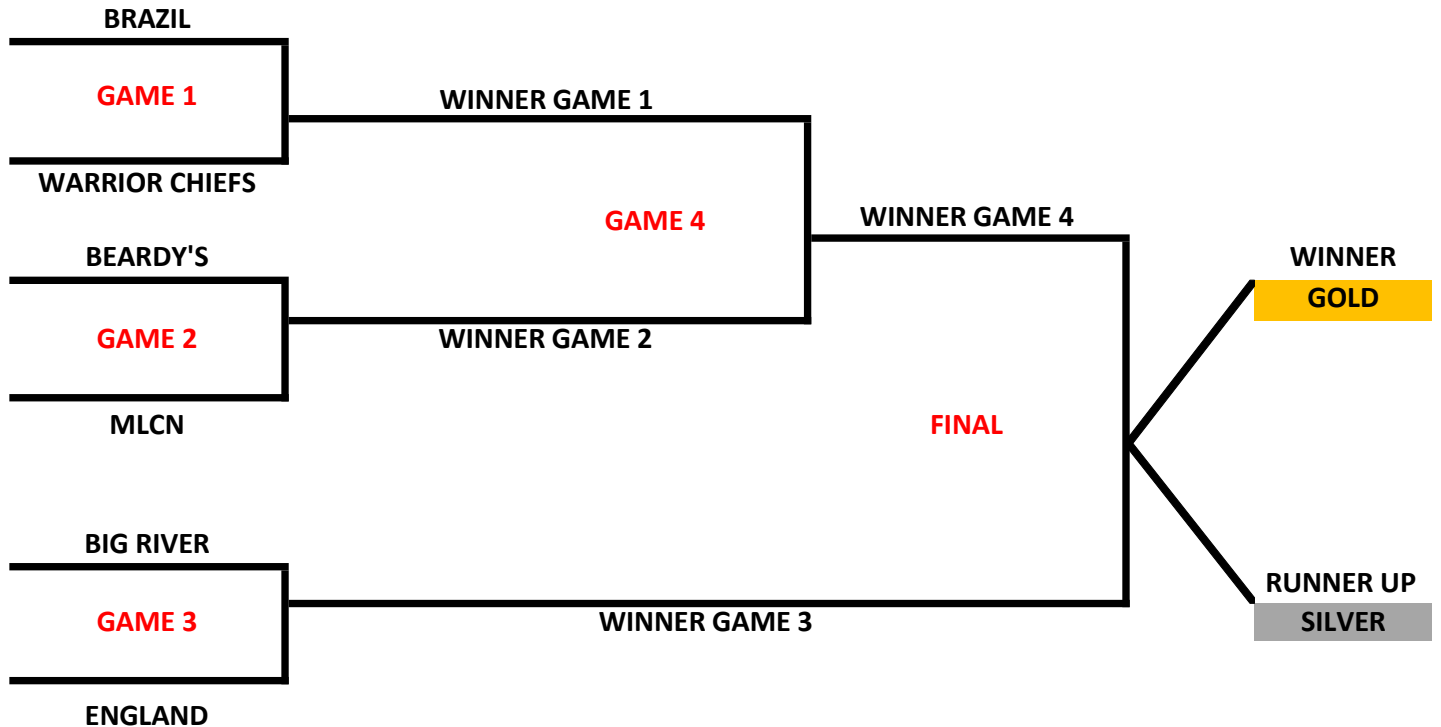 BRAZIL
GAME 1
WINNER GAME 1
WARRIOR CHIEFS
GAME 4
WINNER GAME 4
BEARDY'S
WINNER
GOLD
GAME 2
WINNER GAME 2
MLCN
FINAL
BIG RIVER
RUNNER UP
GAME 3
WINNER GAME 3
SILVER
ENGLAND